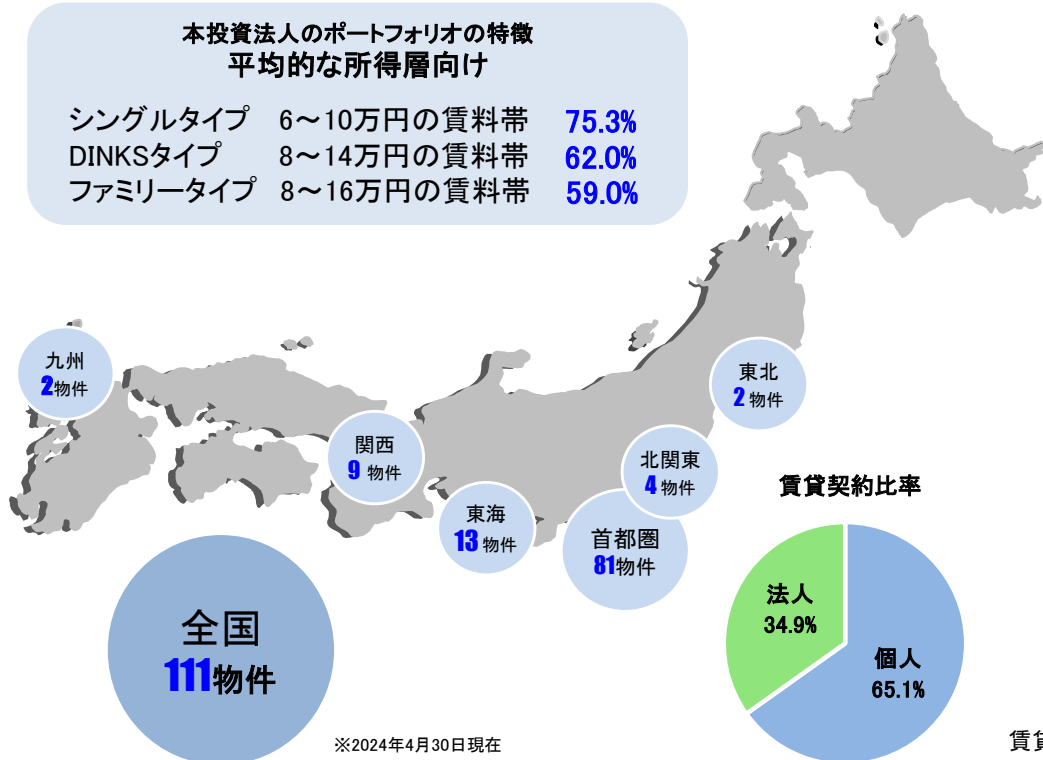 本投資法人のポートフォリオの特徴
平均的な所得層向け
シングルタイプ 6～10万円の賃料帯 75.3%
DINKSタイプ 8～14万円の賃料帯 62.0%
ファミリータイプ 8～16万円の賃料帯 59.0%
九州
2物件
東北
2物件
関西
9物件
北関東
4物件
東海
13物件
首都圏
81物件
全国
111物件
※2024年4月30日現在
賃貸契約比率
法人
34.9%
個人
65.1%
賃貸